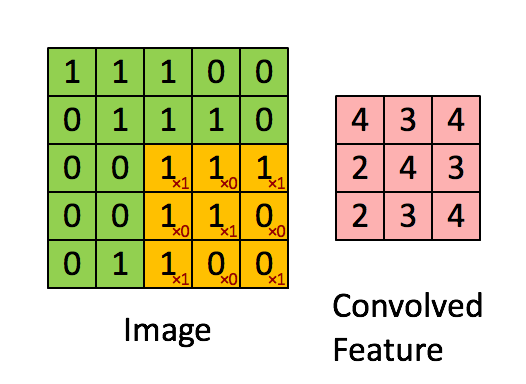 1 1 1 0 0
0 1 1 1 0
0 0 1×1 1×0 1×1
0 0 1×0 1×1 0×0
0 1 1×1 0×0 0×1
Image
4 3 4
2 4 3
2 3 4
Convolved
Feature